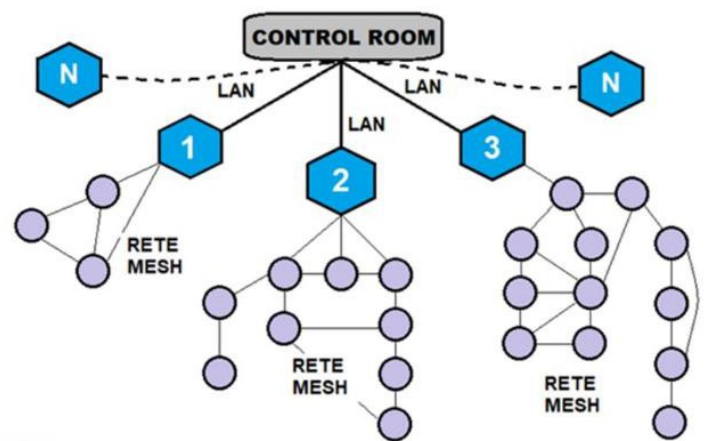 CONTROL ROOM
N
N
LAN
LAN
LAN
1
2
3
RETE
MESH
RETE
MESH
RETE
MESH